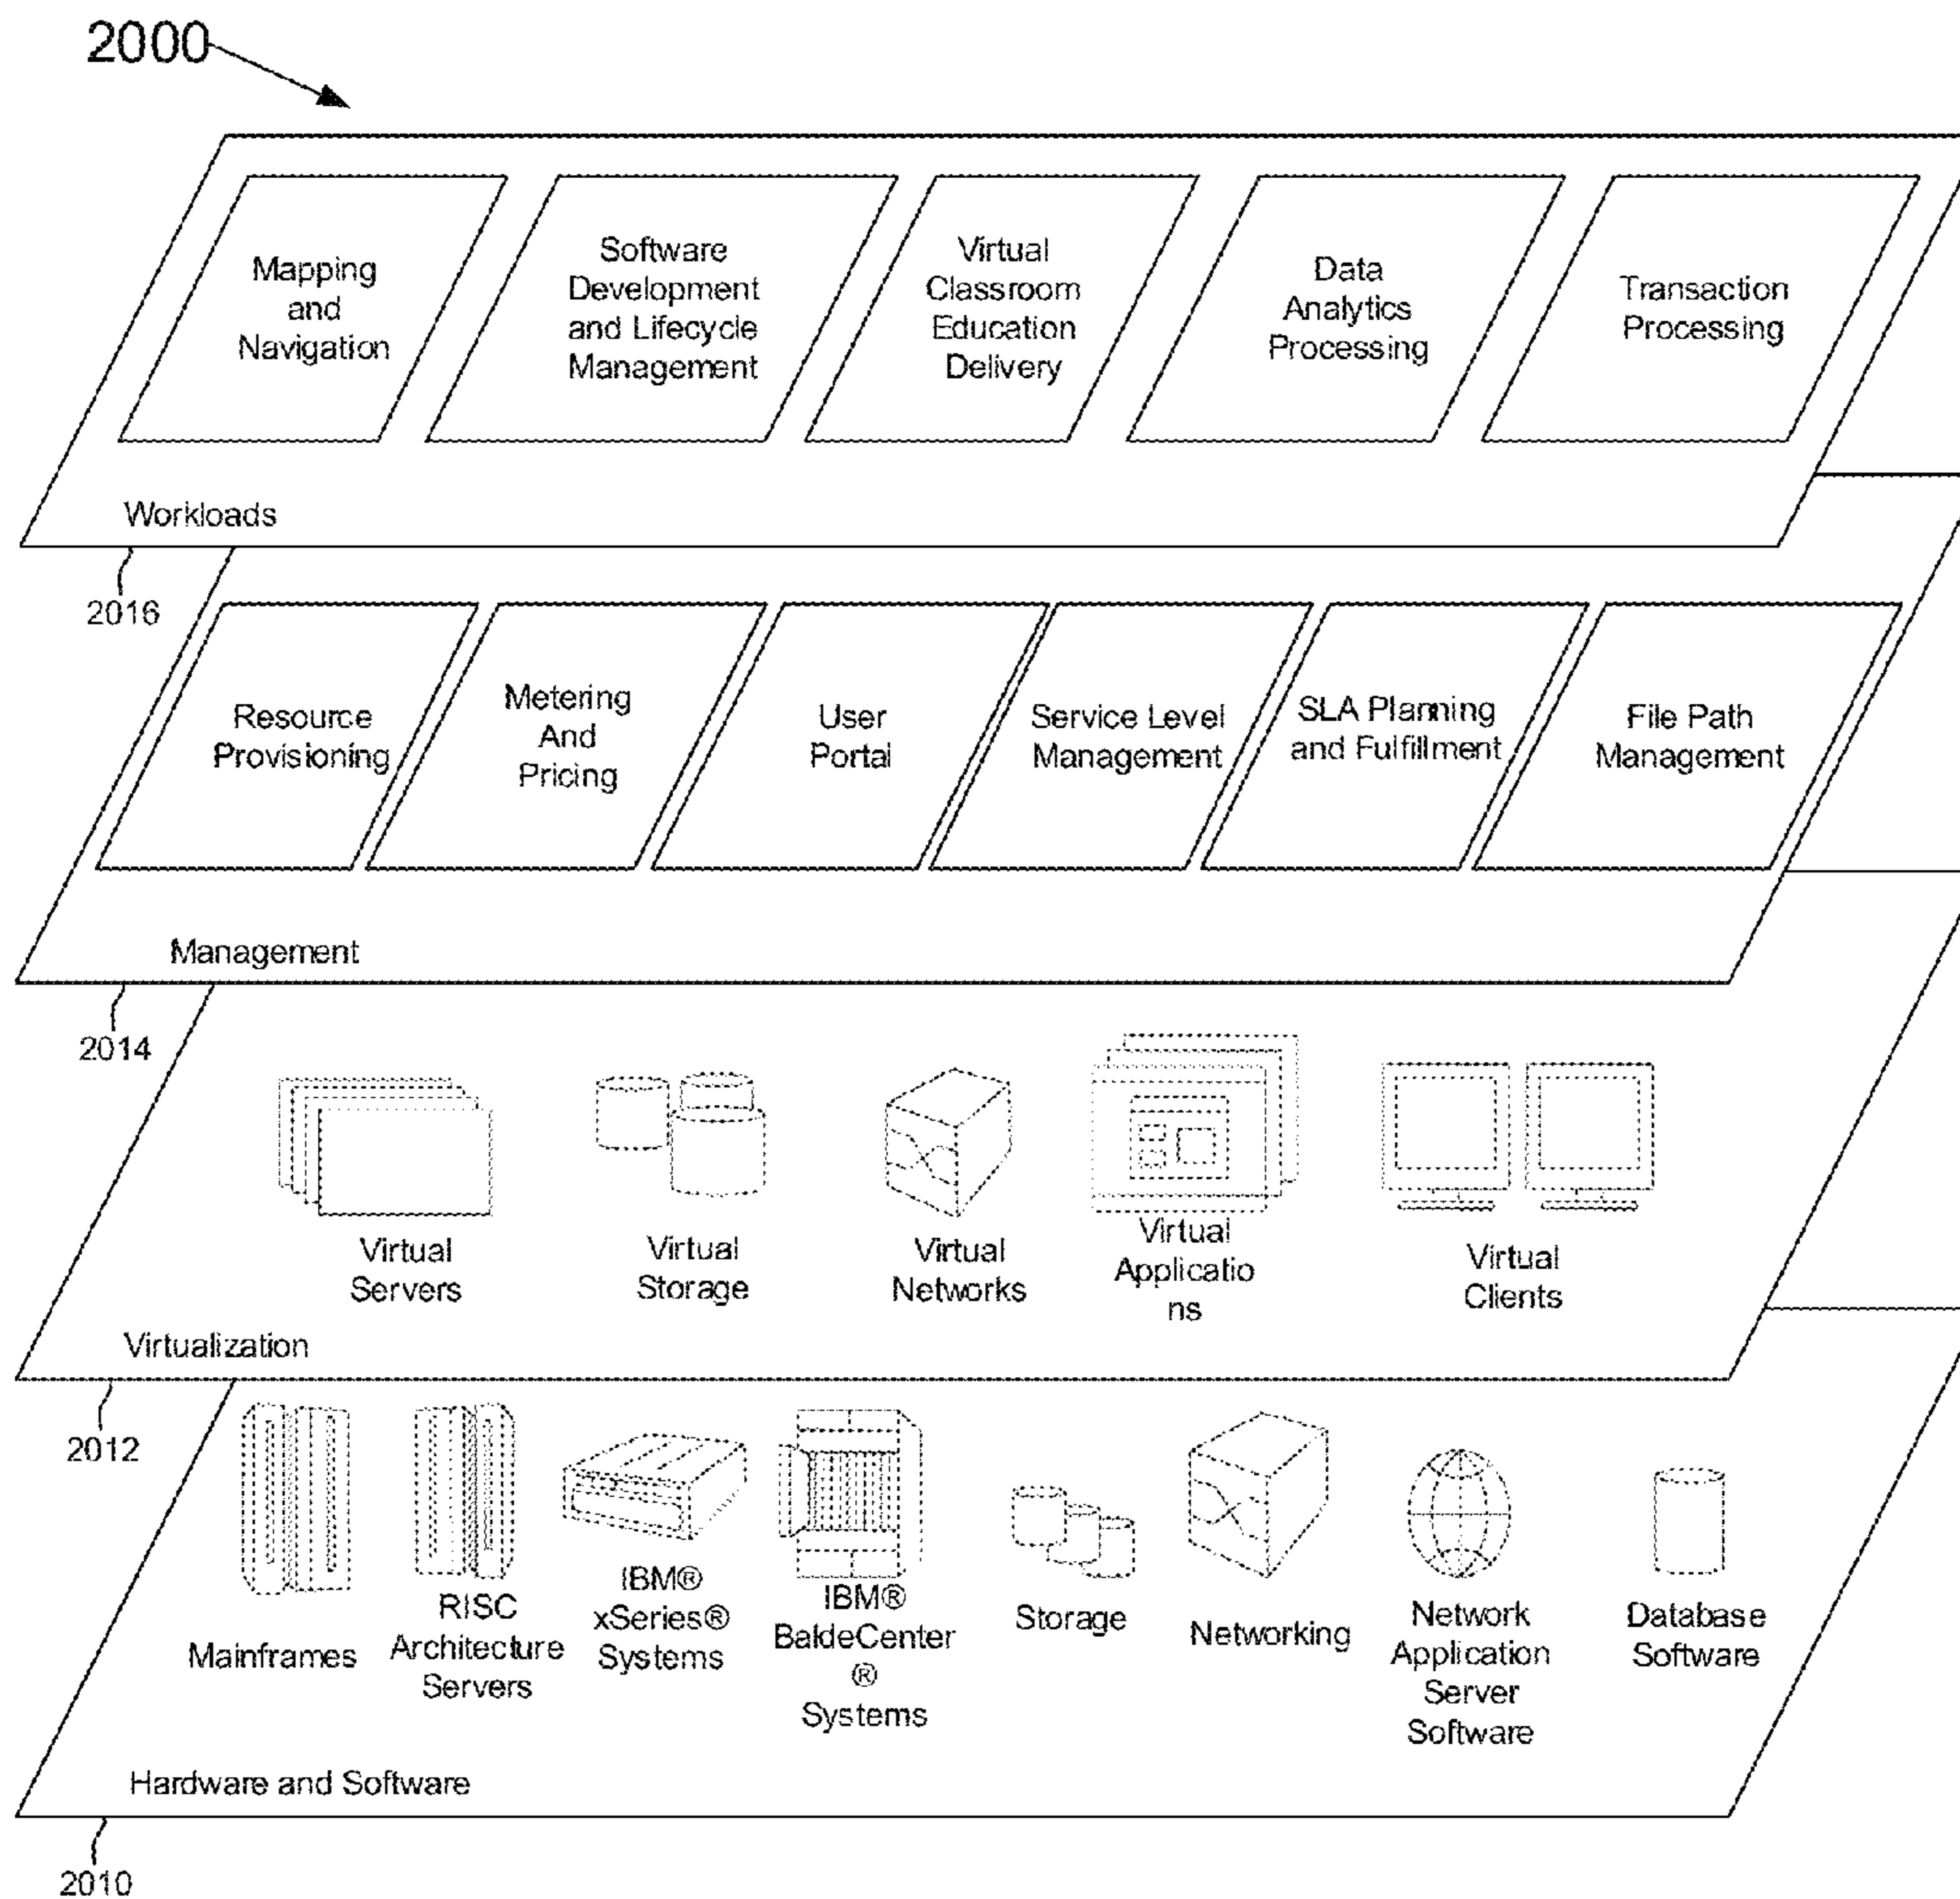 2000
Mapping
and
Navigation
Software
Development
and Lifecycle
Management
Virtual
Classroom
Education
Delivery
Data
Analytics
Processing
Transaction
Processing
Workloads
2016
Resource
Provisioning
Metering
And
Pricing
User
Portal
Service Level
Management
SLA Planning
and Fulfillment
File Path
Management
Management
2014
Virtual
Servers
Virtual
Storage
Virtual
Networks
Virtual
Applicatio
ns
Virtual
Clients
Virtualization
2012
Mainframes
RISC
Architecture
Servers
IBM®
xSeries®
Systems
IBM®
BaldeCenter
®
Systems
Storage
Networking
Network
Application
Server
Software
Database
Software
Hardware and Software
2010